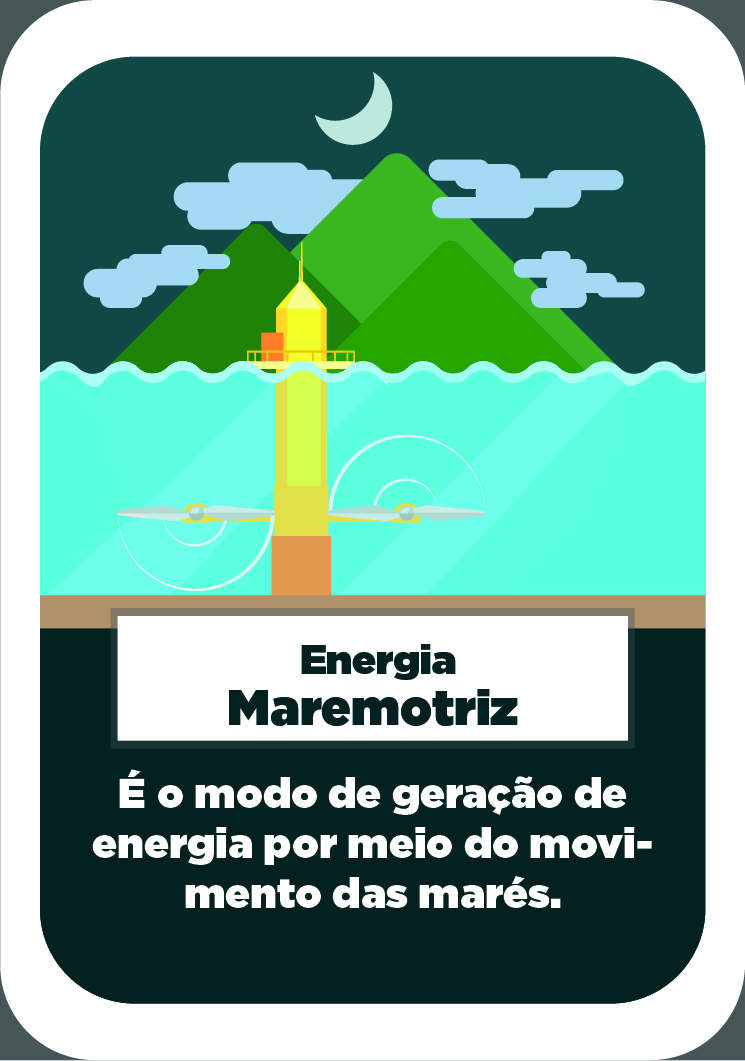 Energia
Maremotriz
É o modo de geração de
energia por meio do movi-
mento das marés.